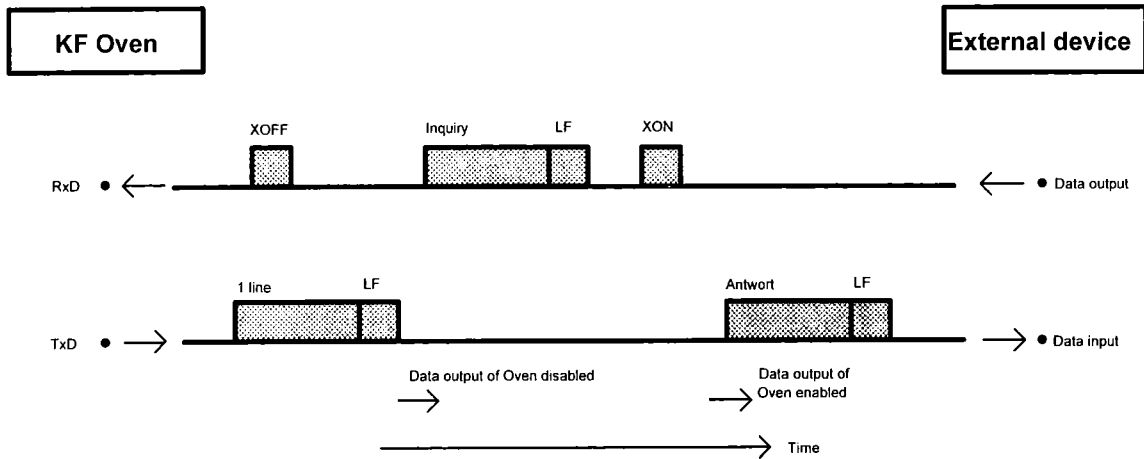 KF Oven
External device
XOFF
Inquiry
LF
XON
RxD
Data output
1 line
LF
Antwort
LF
TxD
Data input
Data output of Oven disabled
Data output of
Oven enabled
Time